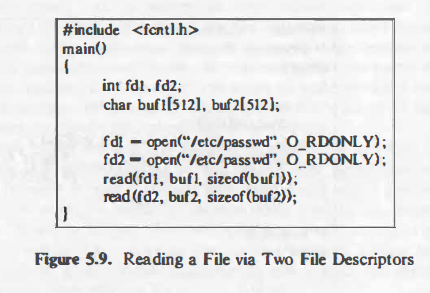 #include <fcntl.h>
main()
{
int fd1, fd2;
char buf1[512], buf2[512];
fd1 = open("/etc/passwd", O_RDONLY);
fd2 = open("/etc/passwd", O_RDONLY);
read(fd1, buf1, sizeof(buf1));
read(fd2, buf2, sizeof(buf2));
}
Figure 5.9. Reading a File via Two File Descriptors